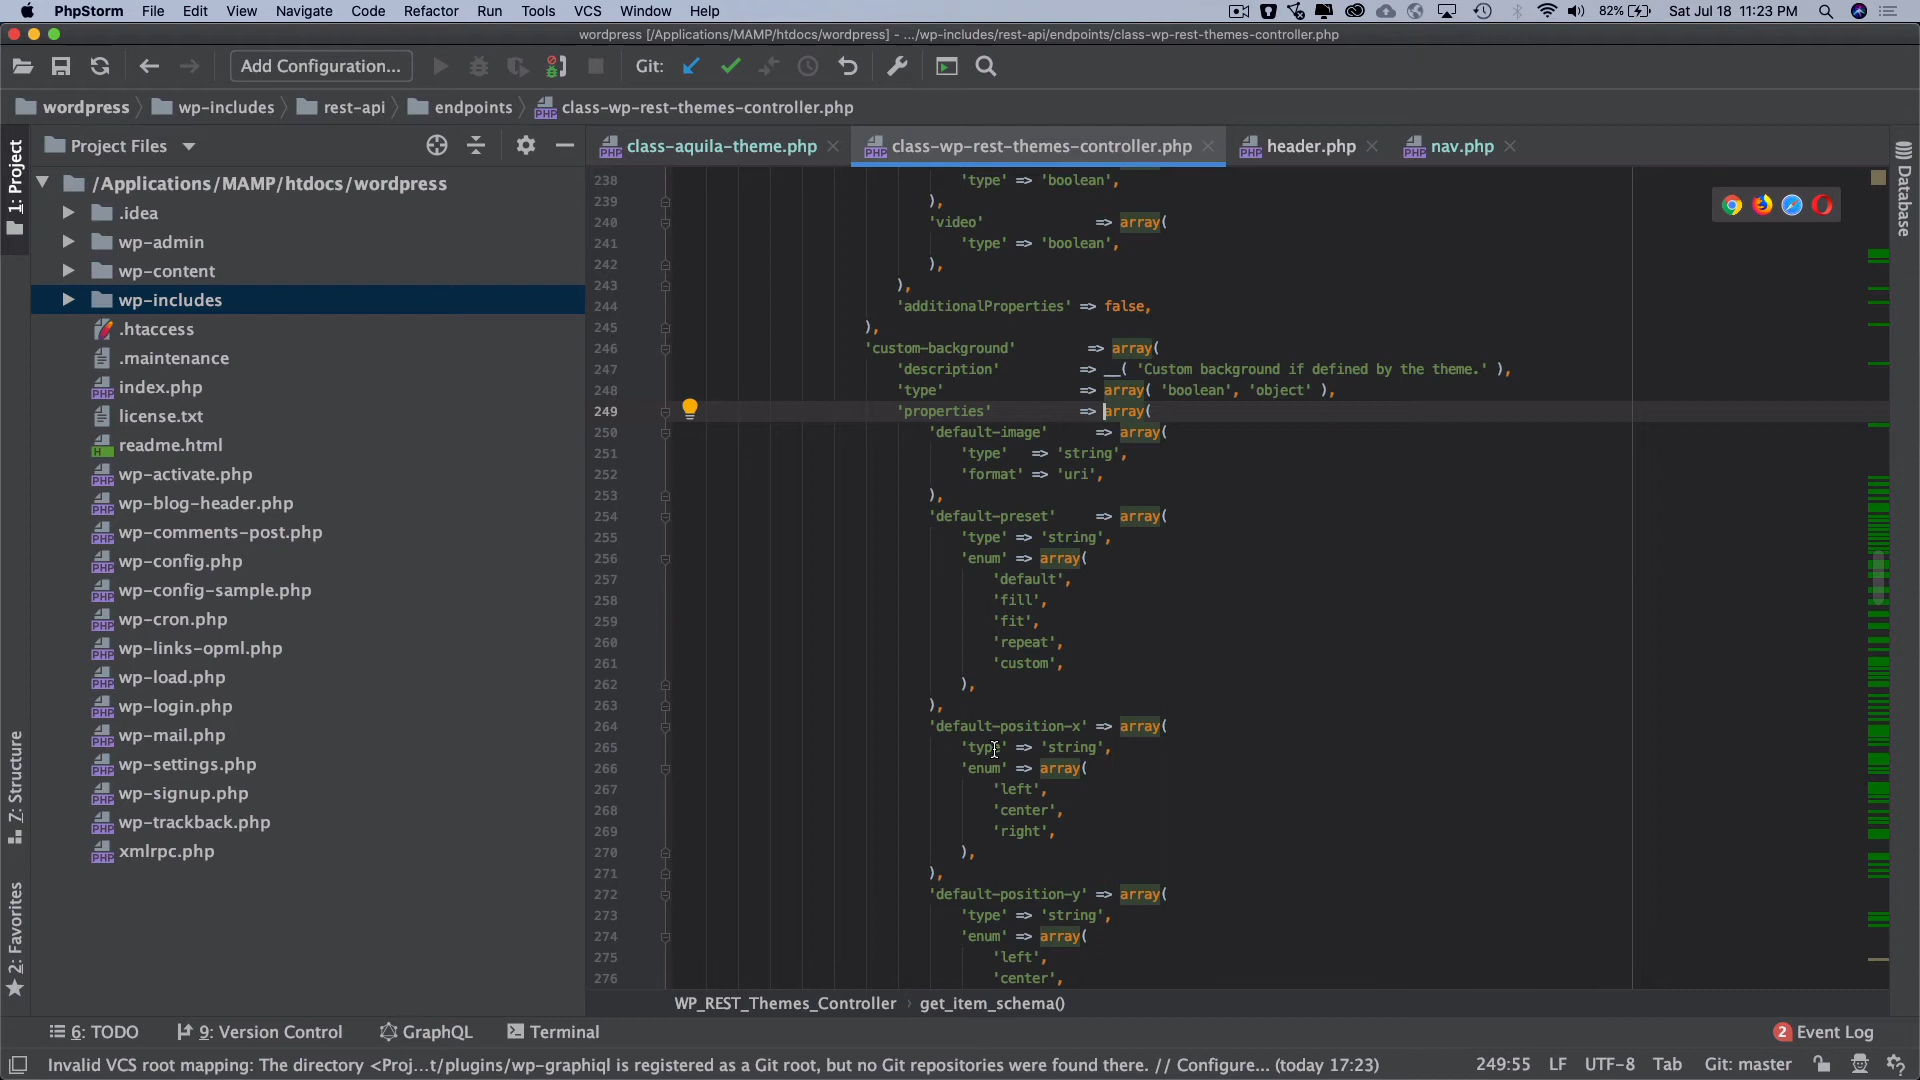 PhpStorm File Edit View Navigate Code Refactor Run Tools VCS Window Help 82% Sat Jul 18 11:23 PM
wordpress [/Applications/MAMP/htdocs/wordpress] - .../wp-includes/rest-api/endpoints/class-wp-rest-themes-controller.php
Add Configuration... Git:
wordpress wp-includes rest-api endpoints class-wp-rest-themes-controller.php
Project Files
class-aquila-theme.php class-wp-rest-themes-controller.php header.php nav.php
1: Project
Z: Structure
2: Favorites
Database
/Applications/MAMP/htdocs/wordpress
.idea
wp-admin
wp-content
wp-includes
.htaccess
.maintenance
index.php
license.txt
readme.html
wp-activate.php
wp-blog-header.php
wp-comments-post.php
wp-config.php
wp-config-sample.php
wp-cron.php
wp-links-opml.php
wp-load.php
wp-login.php
wp-mail.php
wp-settings.php
wp-signup.php
wp-trackback.php
xmlrpc.php
238 'type' => 'boolean',
239 ),
240 'video' => array(
241 'type' => 'boolean',
242 ),
243 ),
244 'additionalProperties' => false,
245 ),
246 'custom-background' => array(
247 'description' => __( 'Custom background if defined by the theme.' ),
248 'type' => array( 'boolean', 'object' ),
249 'properties' => array(
250 'default-image' => array(
251 'type' => 'string',
252 'format' => 'uri',
253 ),
254 'default-preset' => array(
255 'type' => 'string',
256 'enum' => array(
257 'default',
258 'fill',
259 'fit',
260 'repeat',
261 'custom',
262 ),
263 ),
264 'default-position-x' => array(
265 'type' => 'string',
266 'enum' => array(
267 'left',
268 'center',
269 'right',
270 ),
271 ),
272 'default-position-y' => array(
273 'type' => 'string',
274 'enum' => array(
275 'left',
276 'center',
WP_REST_Themes_Controller › get_item_schema()
6: TODO 9: Version Control GraphQL Terminal 2 Event Log
Invalid VCS root mapping: The directory <Proj...t/plugins/wp-graphiql is registered as a Git root, but no Git repositories were found there. // Configure... (today 17:23) 249:55 LF UTF-8 Tab Git: master